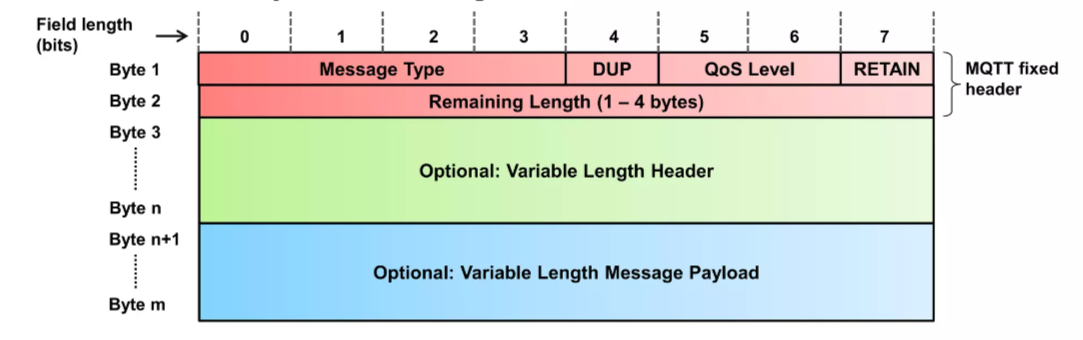 Field length
(bits)
0 1 2 3 4 5 6 7
Byte 1 Message Type DUP QoS Level RETAIN
MQTT fixed
header
Byte 2 Remaining Length (1 – 4 bytes)
Byte 3
Optional: Variable Length Header
Byte n
Byte n+1
Optional: Variable Length Message Payload
Byte m